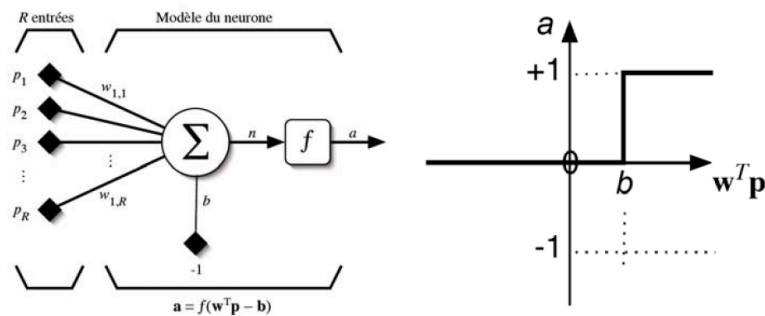 R entrées
Modèle du neurone
p1
p2
p3
⋮
pR
w1,1
⋮
w1,R
Σ
n
f
a
b
-1
a = f(wᵀp − b)
a
+1
0
b
wᵀp
-1